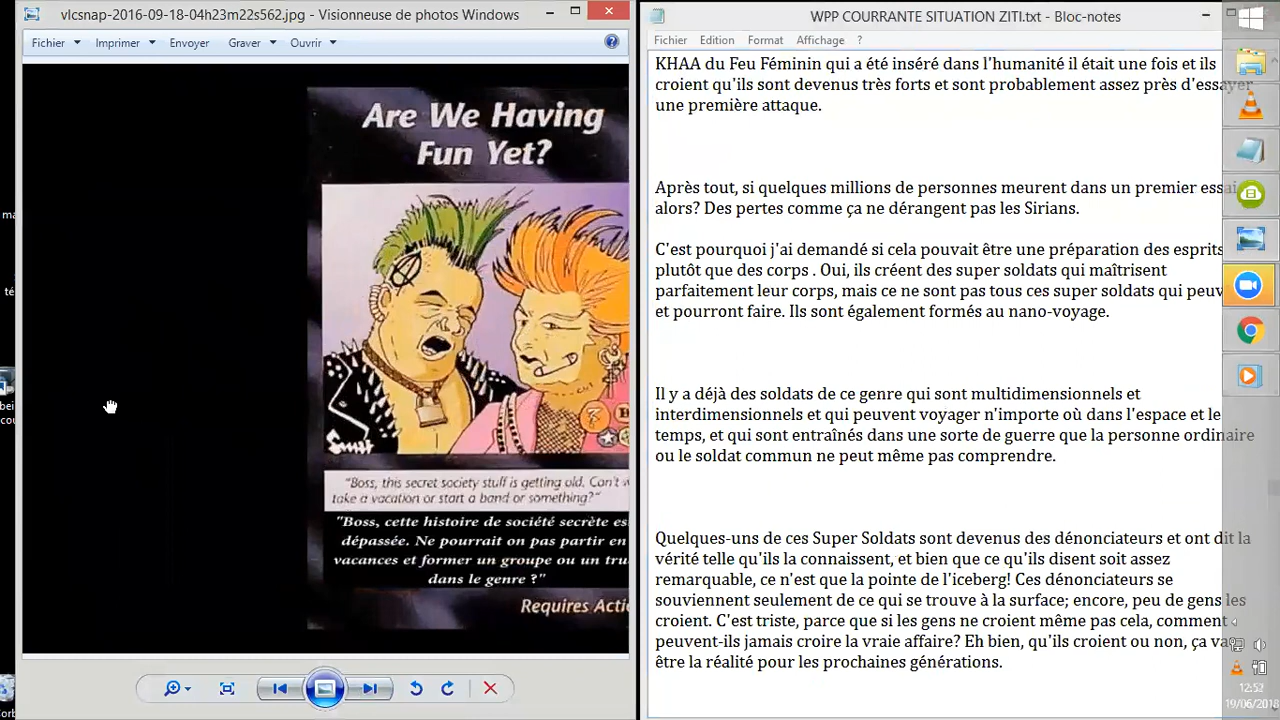 vlcsnap-2016-09-18-04h23m22s562.jpg - Visionneuse de photos Windows
Fichier Imprimer Envoyer Graver Ouvrir
Are We Having
Fun Yet?
"Boss, this secret society stuff is getting old. Can't
take a vacation or start a band or something?"
"Boss, cette histoire de société secrète
dépassée. Ne pourrait on pas partir en
vacances et former un groupe ou un
dans le genre ?"
Requires
WPP COURRANTE SITUATION ZITI.txt - Bloc-notes
Fichier Edition Format Affichage ?
KHAA du Feu Féminin qui a été inséré dans l'humanité il était une fois et ils
croient qu'ils sont devenus très forts et sont probablement assez près d'essayer
une première attaque.
Après tout, si quelques millions de personnes meurent dans un premier essai
alors? Des pertes comme ça ne dérangent pas les Sirians.
C'est pourquoi j'ai demandé si cela pouvait être une préparation des esprits
plutôt que des corps . Oui, ils créent des super soldats qui maîtrisent
parfaitement leur corps, mais ce ne sont pas tous ces super soldats qui
et pourront faire. Ils sont également formés au nano-voyage.
Il y a déjà des soldats de ce genre qui sont multidimensionnels et
interdimensionnels et qui peuvent voyager n'importe où dans l'espace et le
temps, et qui sont entraînés dans une sorte de guerre que la personne ordinaire
ou le soldat commun ne peut même pas comprendre.
Quelques-uns de ces Super Soldats sont devenus des dénonciateurs et ont dit la
vérité telle qu'ils la connaissent, et bien que ce qu'ils disent soit assez
remarquable, ce n'est que la pointe de l'iceberg! Ces dénonciateurs se
souviennent seulement de ce qui se trouve à la surface; encore, peu de gens les
croient. C'est triste, parce que si les gens ne croient même pas cela, comment
peuvent-ils jamais croire la vraie affaire? Eh bien, qu'ils croient ou non, ça va
être la réalité pour les prochaines générations.
12:52
19/06/2018